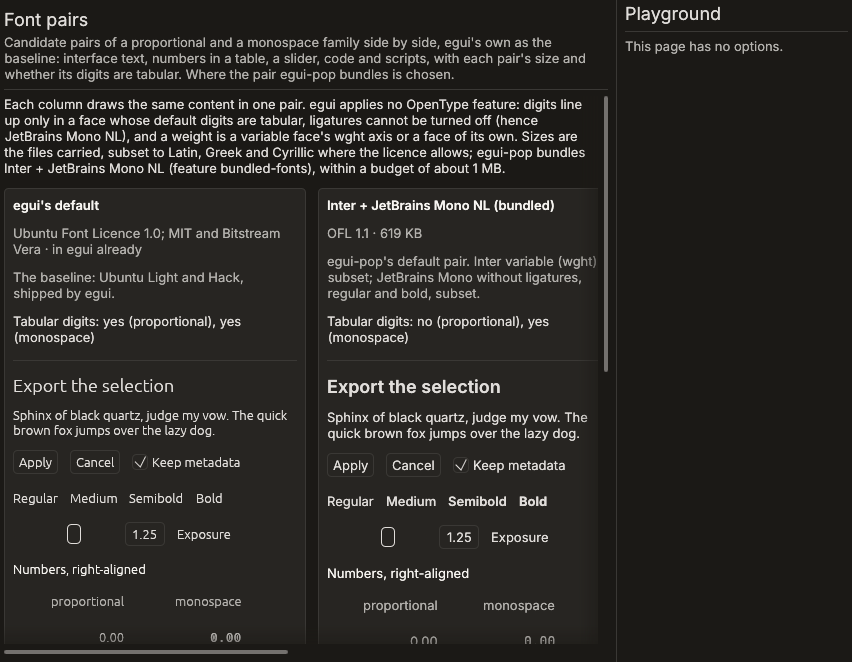 Font pairs
Candidate pairs of a proportional and a monospace family side by side, egui's own as the
baseline: interface text, numbers in a table, a slider, code and scripts, with each pair's size and
whether its digits are tabular. Where the pair egui-pop bundles is chosen.
Each column draws the same content in one pair. egui applies no OpenType feature: digits line
up only in a face whose default digits are tabular, ligatures cannot be turned off (hence
JetBrains Mono NL), and a weight is a variable face's wght axis or a face of its own. Sizes are
the files carried, subset to Latin, Greek and Cyrillic where the licence allows; egui-pop bundles
Inter + JetBrains Mono NL (feature bundled-fonts), within a budget of about 1 MB.
egui's default
Ubuntu Font Licence 1.0; MIT and Bitstream
Vera · in egui already
The baseline: Ubuntu Light and Hack,
shipped by egui.
Tabular digits: yes (proportional), yes
(monospace)
Export the selection
Sphinx of black quartz, judge my vow. The quick
brown fox jumps over the lazy dog.
Apply
Cancel
Keep metadata
Regular Medium Semibold Bold
1.25 Exposure
Numbers, right-aligned
proportional monospace
0.00 0.00
Inter + JetBrains Mono NL (bundled)
OFL 1.1 · 619 KB
egui-pop's default pair. Inter variable (wght)
subset; JetBrains Mono without ligatures,
regular and bold, subset.
Tabular digits: no (proportional), yes
(monospace)
Export the selection
Sphinx of black quartz, judge my vow. The
quick brown fox jumps over the lazy dog.
Apply
Cancel
Keep metadata
Regular Medium Semibold Bold
1.25 Exposure
Numbers, right-aligned
proportional monospace
0.00 0.00
Playground
This page has no options.